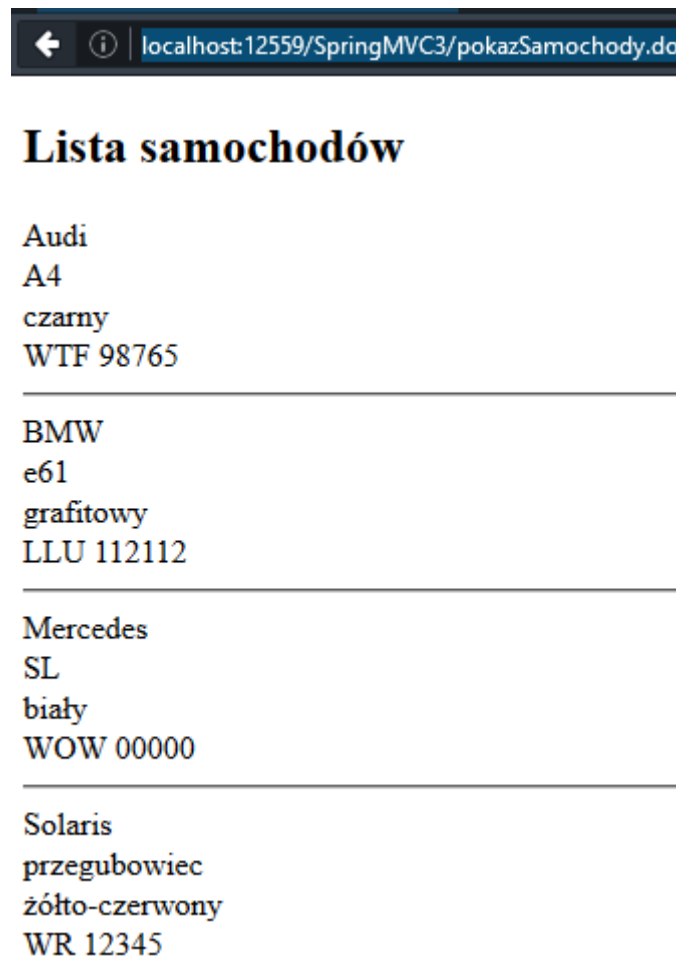 localhost:12559/SpringMVC3/pokazSamochody.do
Lista samochodów
Audi
A4
czarny
WTF 98765
BMW
e61
grafitowy
LLU 112112
Mercedes
SL
biały
WOW 00000
Solaris
przegubowiec
żółto-czerwony
WR 12345